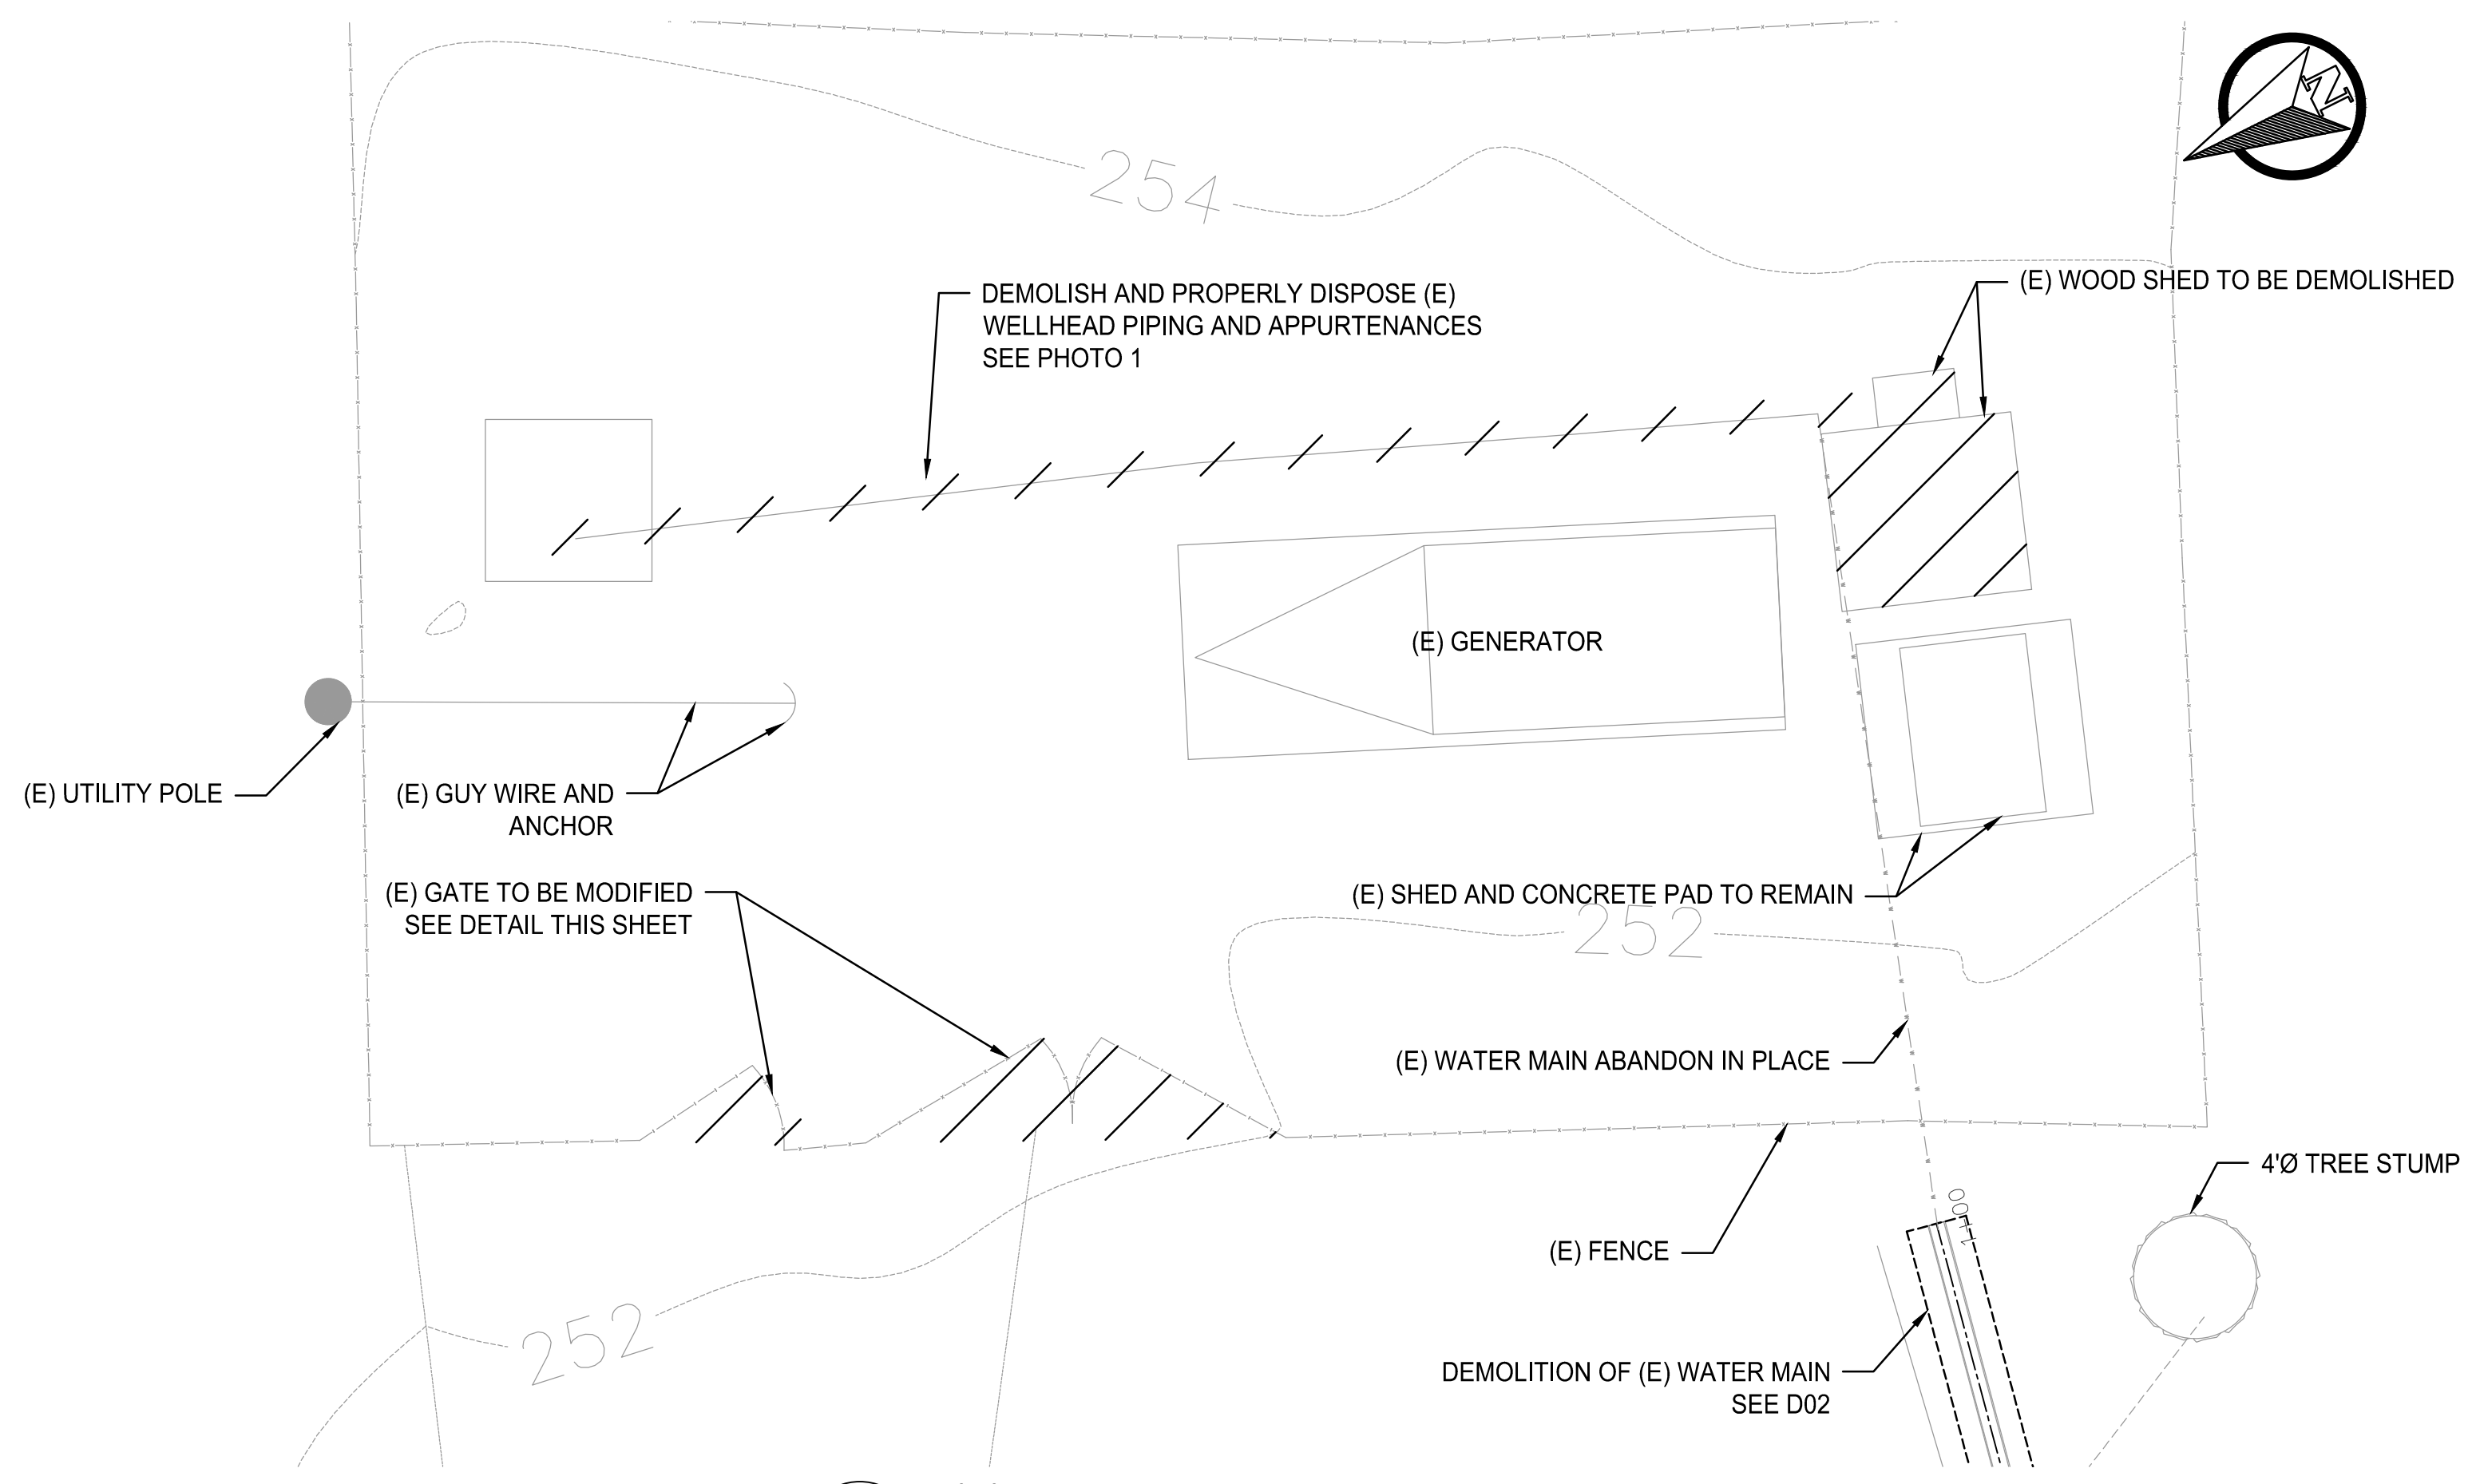 N
254
DEMOLISH AND PROPERLY DISPOSE (E)
WELLHEAD PIPING AND APPURTENANCES
SEE PHOTO 1
(E) WOOD SHED TO BE DEMOLISHED
(E) GENERATOR
(E) UTILITY POLE
(E) GUY WIRE AND
ANCHOR
(E) GATE TO BE MODIFIED
SEE DETAIL THIS SHEET
(E) SHED AND CONCRETE PAD TO REMAIN
252
(E) WATER MAIN ABANDON IN PLACE
4'Ø TREE STUMP
(E) FENCE
252
DEMOLITION OF (E) WATER MAIN
SEE D02